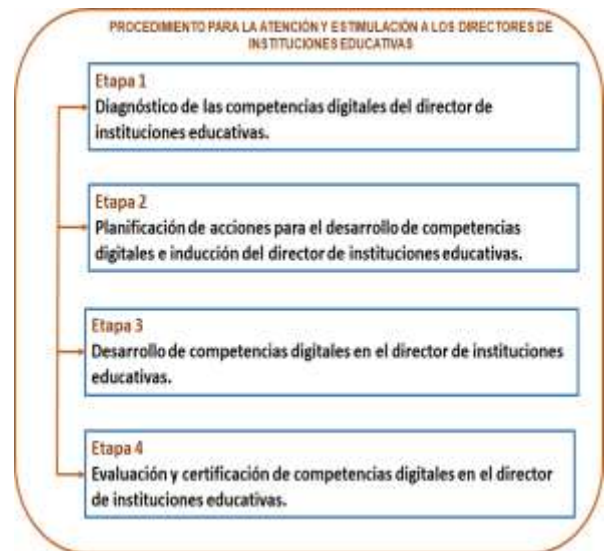 PROCEDIMIENTO PARA LA ATENCIÓN Y ESTIMULACIÓN A LOS DIRECTORES DE
INSTITUCIONES EDUCATIVAS
Etapa 1
Diagnóstico de las competencias digitales del director de
instituciones educativas.
Etapa 2
Planificación de acciones para el desarrollo de competencias
digitales e inducción del director de instituciones educativas.
Etapa 3
Desarrollo de competencias digitales en el director de instituciones
educativas.
Etapa 4
Evaluación y certificación de competencias digitales en el director
de instituciones educativas.